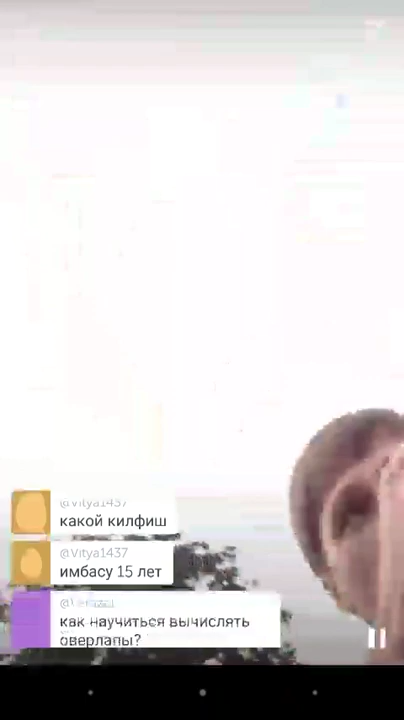 @Vitya1437
какой килфиш
@Vitya1437
имбасу 15 лет
как научиться вычислять
оверлапы?